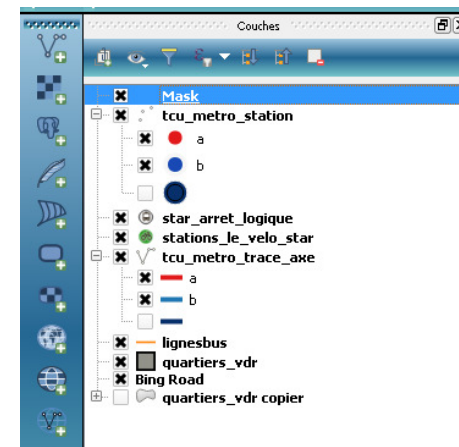 Couches
Mask
tcu_metro_station
a
b
star_arret_logique
stations_le_velo_star
tcu_metro_trace_axe
a
b
lignesbus
quartiers_vdr
Bing Road
quartiers_vdr copier